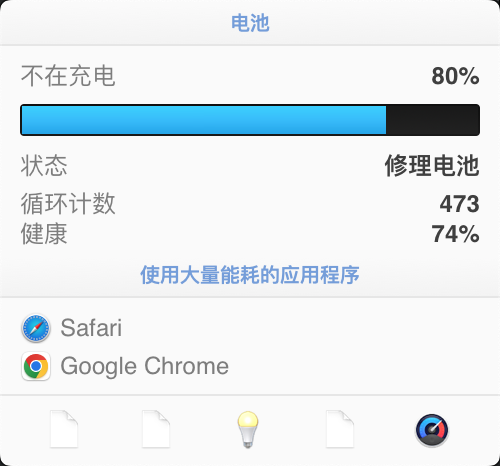 电池
不在充电 80%
状态 修理电池
循环计数 473
健康 74%
使用大量能耗的应用程序
Safari
Google Chrome